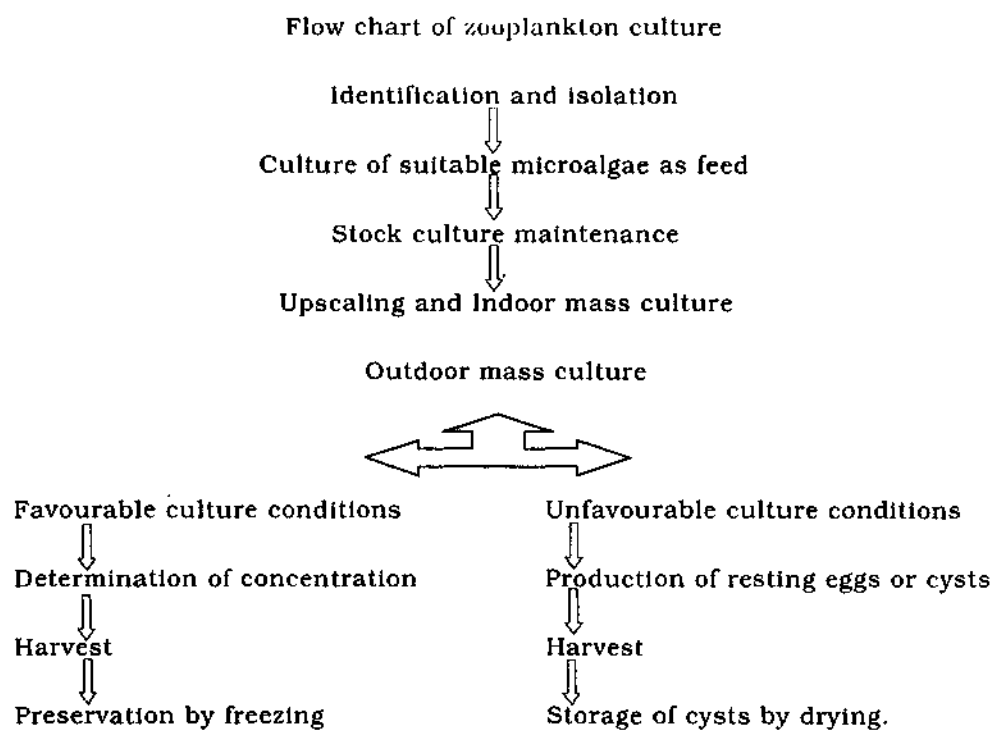 Flow chart of zooplankton culture
Identification and isolation
Culture of suitable microalgae as feed
Stock culture maintenance
Upscaling and Indoor mass culture
Outdoor mass culture
Favourable culture conditions
Determination of concentration
Harvest
Preservation by freezing
Unfavourable culture conditions
Production of resting eggs or cysts
Harvest
Storage of cysts by drying.